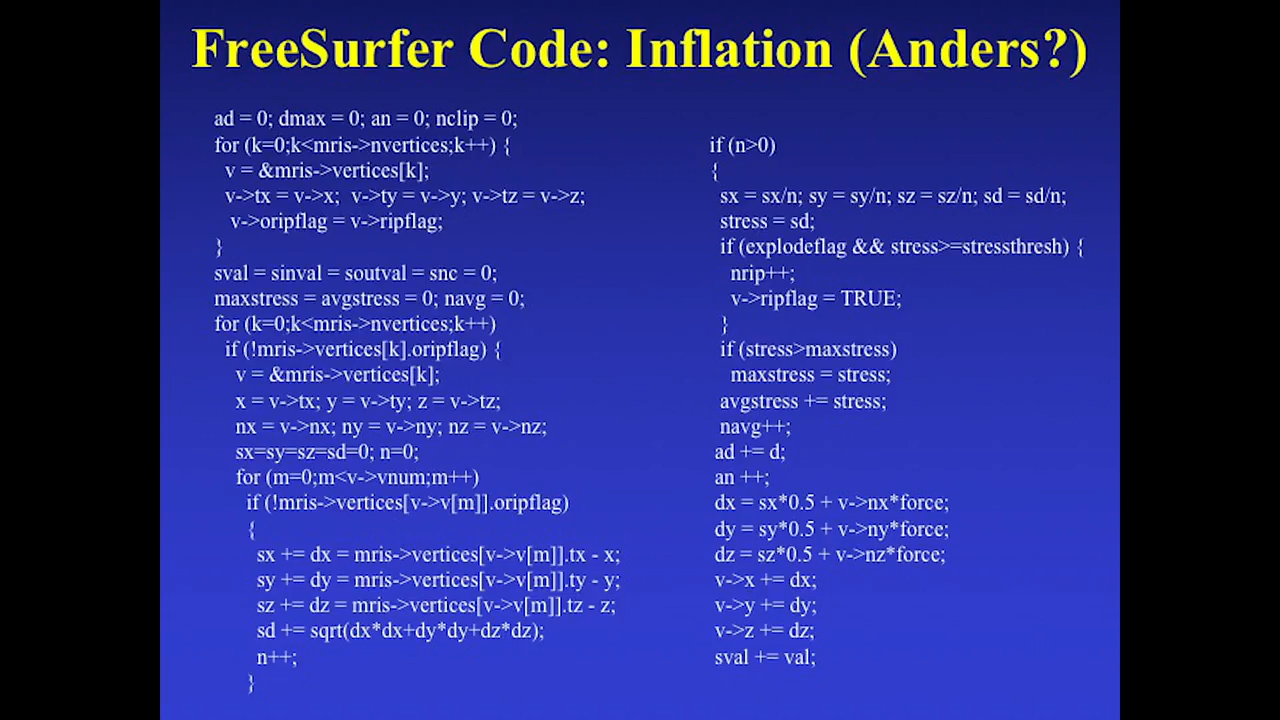 FreeSurfer Code: Inflation (Anders?)
ad = 0; dmax = 0; an = 0; nclip = 0;
for (k=0;k<mris->nvertices;k++) {
v = &mris->vertices[k];
v->tx = v->x;  v->ty = v->y; v->tz = v->z;
v->oripflag = v->ripflag;
}
sval = sinval = soutval = snc = 0;
maxstress = avgstress = 0; navg = 0;
for (k=0;k<mris->nvertices;k++)
if (!mris->vertices[k].oripflag) {
v = &mris->vertices[k];
x = v->tx; y = v->ty; z = v->tz;
nx = v->nx; ny = v->ny; nz = v->nz;
sx=sy=sz=sd=0; n=0;
for (m=0;m<v->vnum;m++)
if (!mris->vertices[v->v[m]].oripflag)
{
sx += dx = mris->vertices[v->v[m]].tx - x;
sy += dy = mris->vertices[v->v[m]].ty - y;
sz += dz = mris->vertices[v->v[m]].tz - z;
sd += sqrt(dx*dx+dy*dy+dz*dz);
n++;
}
if (n>0)
{
sx = sx/n; sy = sy/n; sz = sz/n; sd = sd/n;
stress = sd;
if (explodeflag && stress>=stressthresh) {
nrip++;
v->ripflag = TRUE;
}
if (stress>maxstress)
maxstress = stress;
avgstress += stress;
navg++;
ad += d;
an ++;
dx = sx*0.5 + v->nx*force;
dy = sy*0.5 + v->ny*force;
dz = sz*0.5 + v->nz*force;
v->x += dx;
v->y += dy;
v->z += dz;
sval += val;